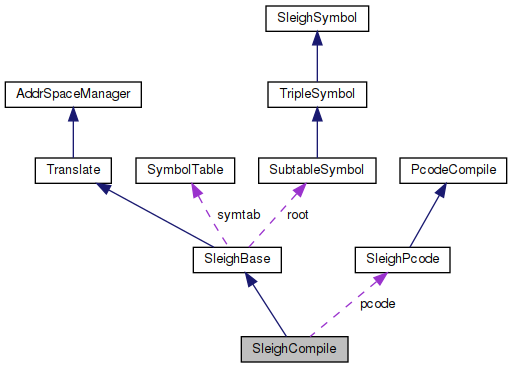 SleighSymbol
AddrSpaceManager
TripleSymbol
Translate
SymbolTable
SubtableSymbol
PcodeCompile
symtab
root
SleighBase
SleighPcode
pcode
SleighCompile